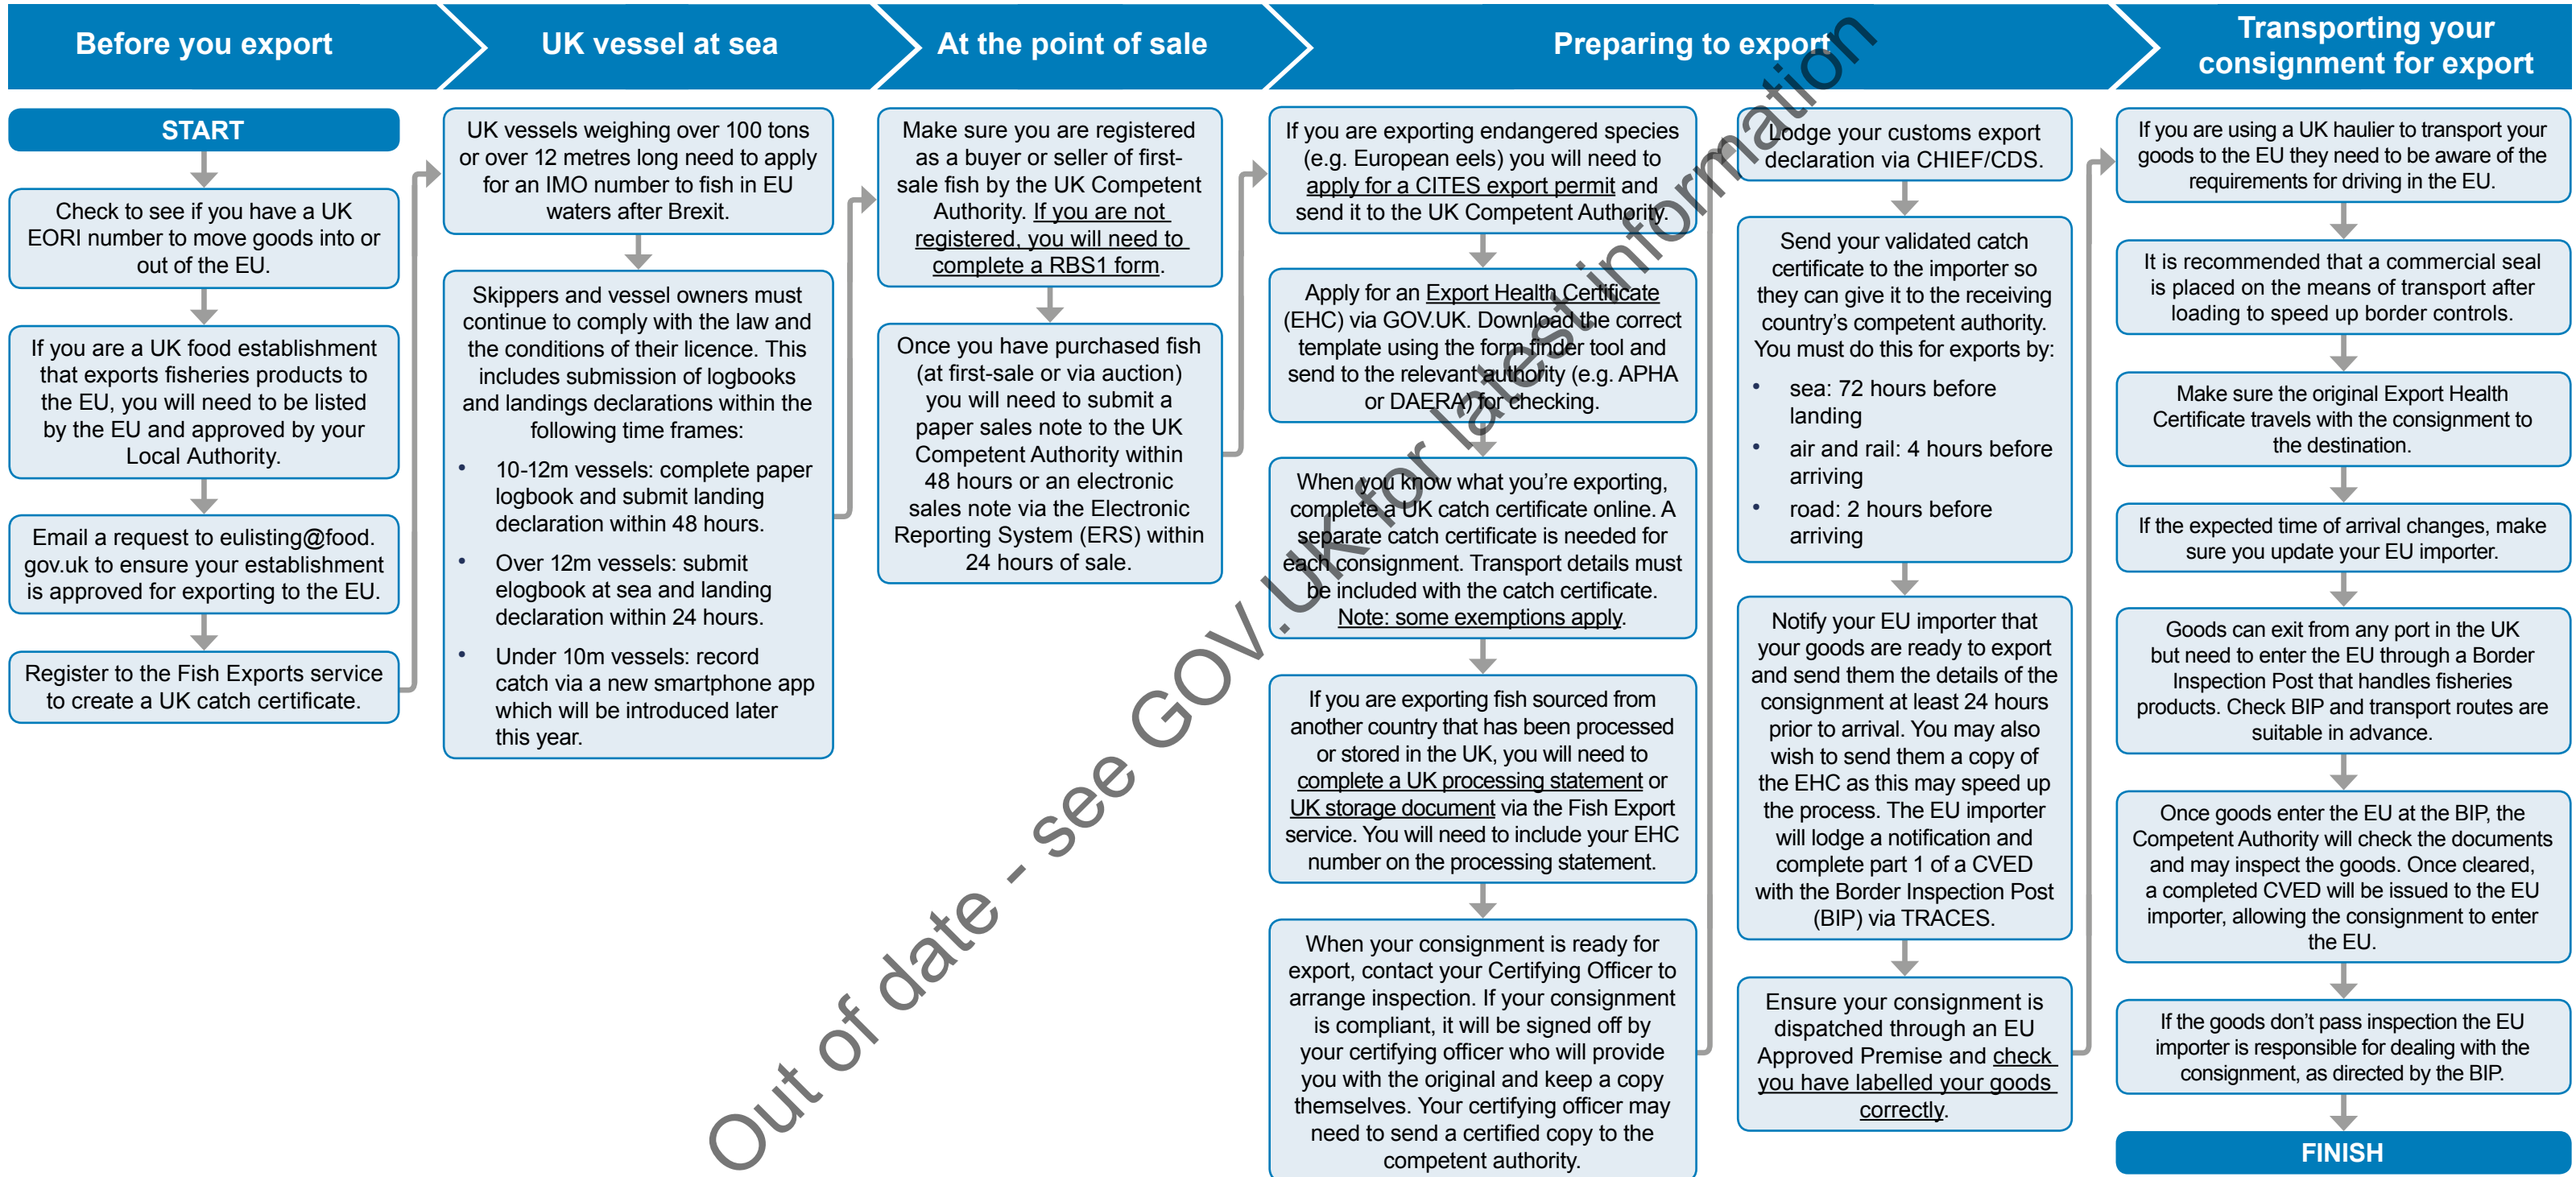 Before you export
UK vessel at sea
At the point of sale
Preparing to export
Transporting your
consignment for export
START
Check to see if you have a UK
EORI number to move goods into or
out of the EU.
If you are a UK food establishment
that exports fisheries products to
the EU, you will need to be listed
by the EU and approved by your
Local Authority.
Email a request to eulisting@food.
gov.uk to ensure your establishment
is approved for exporting to the EU.
Register to the Fish Exports service
to create a UK catch certificate.
UK vessels weighing over 100 tons
or over 12 metres long need to apply
for an IMO number to fish in EU
waters after Brexit.
Skippers and vessel owners must
continue to comply with the law and
the conditions of their licence. This
includes submission of logbooks
and landings declarations within the
following time frames:
• 10-12m vessels: complete paper
logbook and submit landing
declaration within 48 hours.
• Over 12m vessels: submit
elogbook at sea and landing
declaration within 24 hours.
• Under 10m vessels: record
catch via a new smartphone app
which will be introduced later
this year.
Make sure you are registered
as a buyer or seller of first-
sale fish by the UK Competent
Authority. If you are not
registered, you will need to
complete a RBS1 form.
Once you have purchased fish
(at first-sale or via auction)
you will need to submit a
paper sales note to the UK
Competent Authority within
48 hours or an electronic
sales note via the Electronic
Reporting System (ERS) within
24 hours of sale.
If you are exporting endangered species
(e.g. European eels) you will need to
apply for a CITES export permit and
send it to the UK Competent Authority.
Apply for an Export Health Certificate
(EHC) via GOV.UK. Download the correct
template using the form finder tool and
send to the relevant authority (e.g. APHA
or DAERA) for checking.
When you know what you're exporting,
complete a UK catch certificate online. A
separate catch certificate is needed for
each consignment. Transport details must
be included with the catch certificate.
Note: some exemptions apply.
If you are exporting fish sourced from
another country that has been processed
or stored in the UK, you will need to
complete a UK processing statement or
UK storage document via the Fish Export
service. You will need to include your EHC
number on the processing statement.
When your consignment is ready for
export, contact your Certifying Officer to
arrange inspection. If your consignment
is compliant, it will be signed off by
your certifying officer who will provide
you with the original and keep a copy
themselves. Your certifying officer may
need to send a certified copy to the
competent authority.
Lodge your customs export
declaration via CHIEF/CDS.
Send your validated catch
certificate to the importer so
they can give it to the receiving
country's competent authority.
You must do this for exports by:
• sea: 72 hours before
landing
• air and rail: 4 hours before
arriving
• road: 2 hours before
arriving
Notify your EU importer that
your goods are ready to export
and send them the details of the
consignment at least 24 hours
prior to arrival. You may also
wish to send them a copy of
the EHC as this may speed up
the process. The EU importer
will lodge a notification and
complete part 1 of a CVED
with the Border Inspection Post
(BIP) via TRACES.
Ensure your consignment is
dispatched through an EU
Approved Premise and check
you have labelled your goods
correctly.
If you are using a UK haulier to transport your
goods to the EU they need to be aware of the
requirements for driving in the EU.
It is recommended that a commercial seal
is placed on the means of transport after
loading to speed up border controls.
Make sure the original Export Health
Certificate travels with the consignment to
the destination.
If the expected time of arrival changes, make
sure you update your EU importer.
Goods can exit from any port in the UK
but need to enter the EU through a Border
Inspection Post that handles fisheries
products. Check BIP and transport routes are
suitable in advance.
Once goods enter the EU at the BIP, the
Competent Authority will check the documents
and may inspect the goods. Once cleared,
a completed CVED will be issued to the EU
importer, allowing the consignment to enter
the EU.
If the goods don't pass inspection the EU
importer is responsible for dealing with the
consignment, as directed by the BIP.
FINISH
Out of date - see GOV.UK for latest information